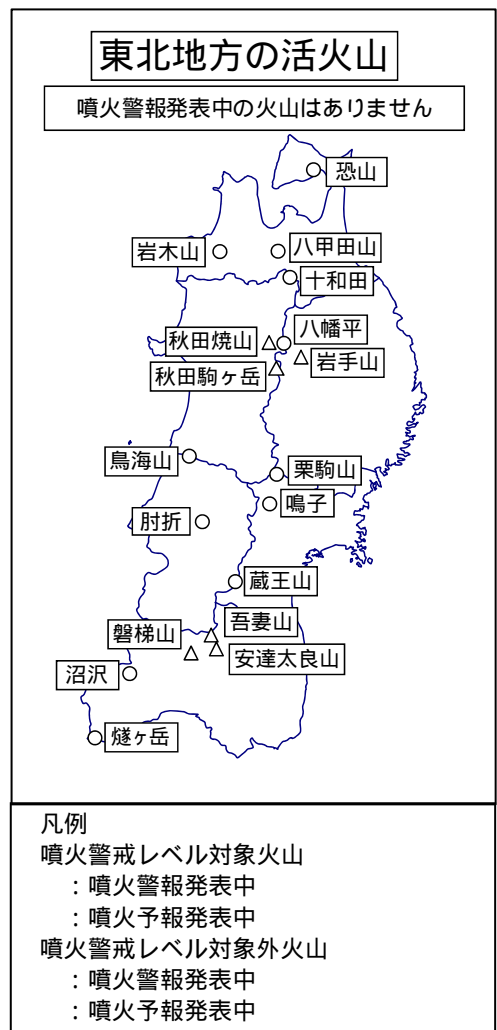 東北地方の活火山
噴火警報発表中の火山はありません
恐山
岩木山
八甲田山
十和田
秋田焼山
八幡平
岩手山
秋田駒ヶ岳
鳥海山
栗駒山
鳴子
肘折
蔵王山
吾妻山
磐梯山
安達太良山
沼沢
燧ヶ岳
凡例
噴火警戒レベル対象火山
：噴火警報発表中
：噴火予報発表中
噴火警戒レベル対象外火山
：噴火警報発表中
：噴火予報発表中